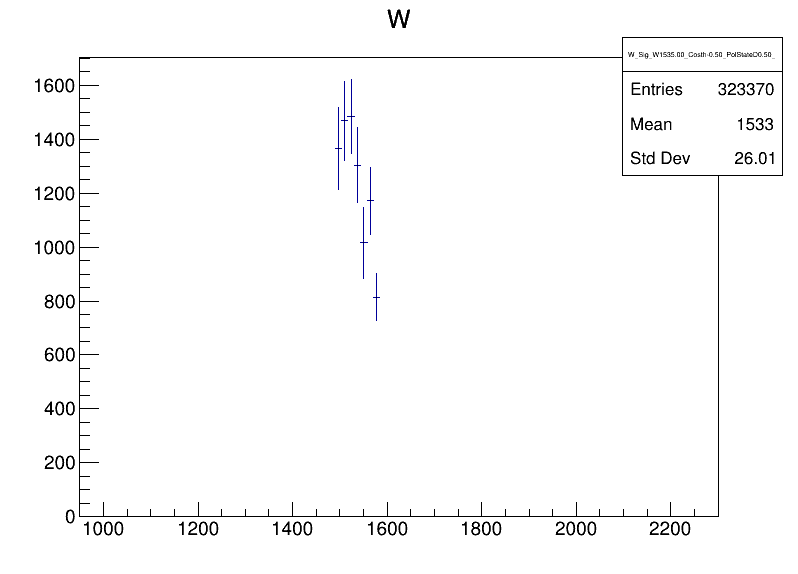 W
W_Sig_W1535.00_Costh-0.50_PolStateD0.50_
Entries 323370
Mean 1533
Std Dev 26.01
1600
1400
1200
1000
800
600
400
200
0
1000 1200 1400 1600 1800 2000 2200